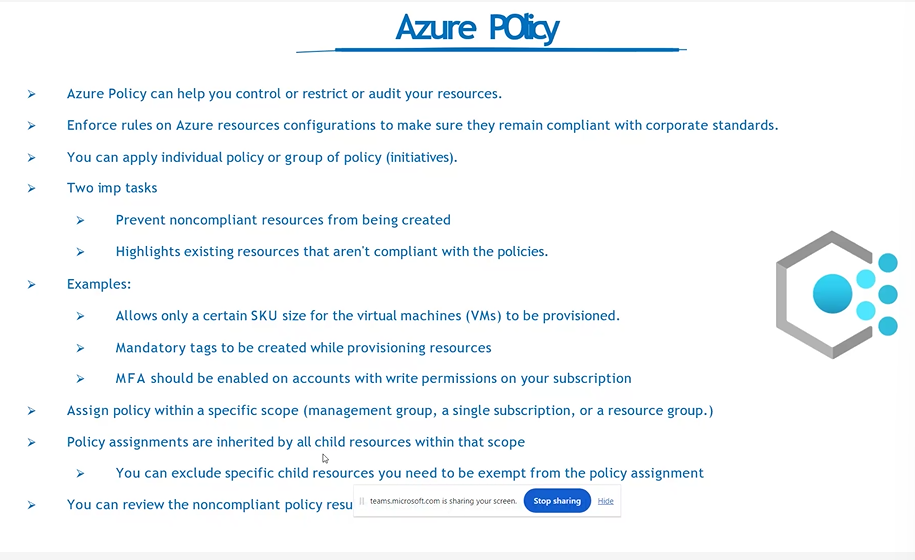 Azure POlicy
Azure Policy can help you control or restrict or audit your resources.
Enforce rules on Azure resources configurations to make sure they remain compliant with corporate standards.
You can apply individual policy or group of policy (initiatives).
Two imp tasks
Prevent noncompliant resources from being created
Highlights existing resources that aren't compliant with the policies.
Examples:
Allows only a certain SKU size for the virtual machines (VMs) to be provisioned.
Mandatory tags to be created while provisioning resources
MFA should be enabled on accounts with write permissions on your subscription
Assign policy within a specific scope (management group, a single subscription, or a resource group.)
Policy assignments are inherited by all child resources within that scope
You can exclude specific child resources you need to be exempt from the policy assignment
You can review the noncompliant policy resu
teams.microsoft.com is sharing your screen. Stop sharing Hide